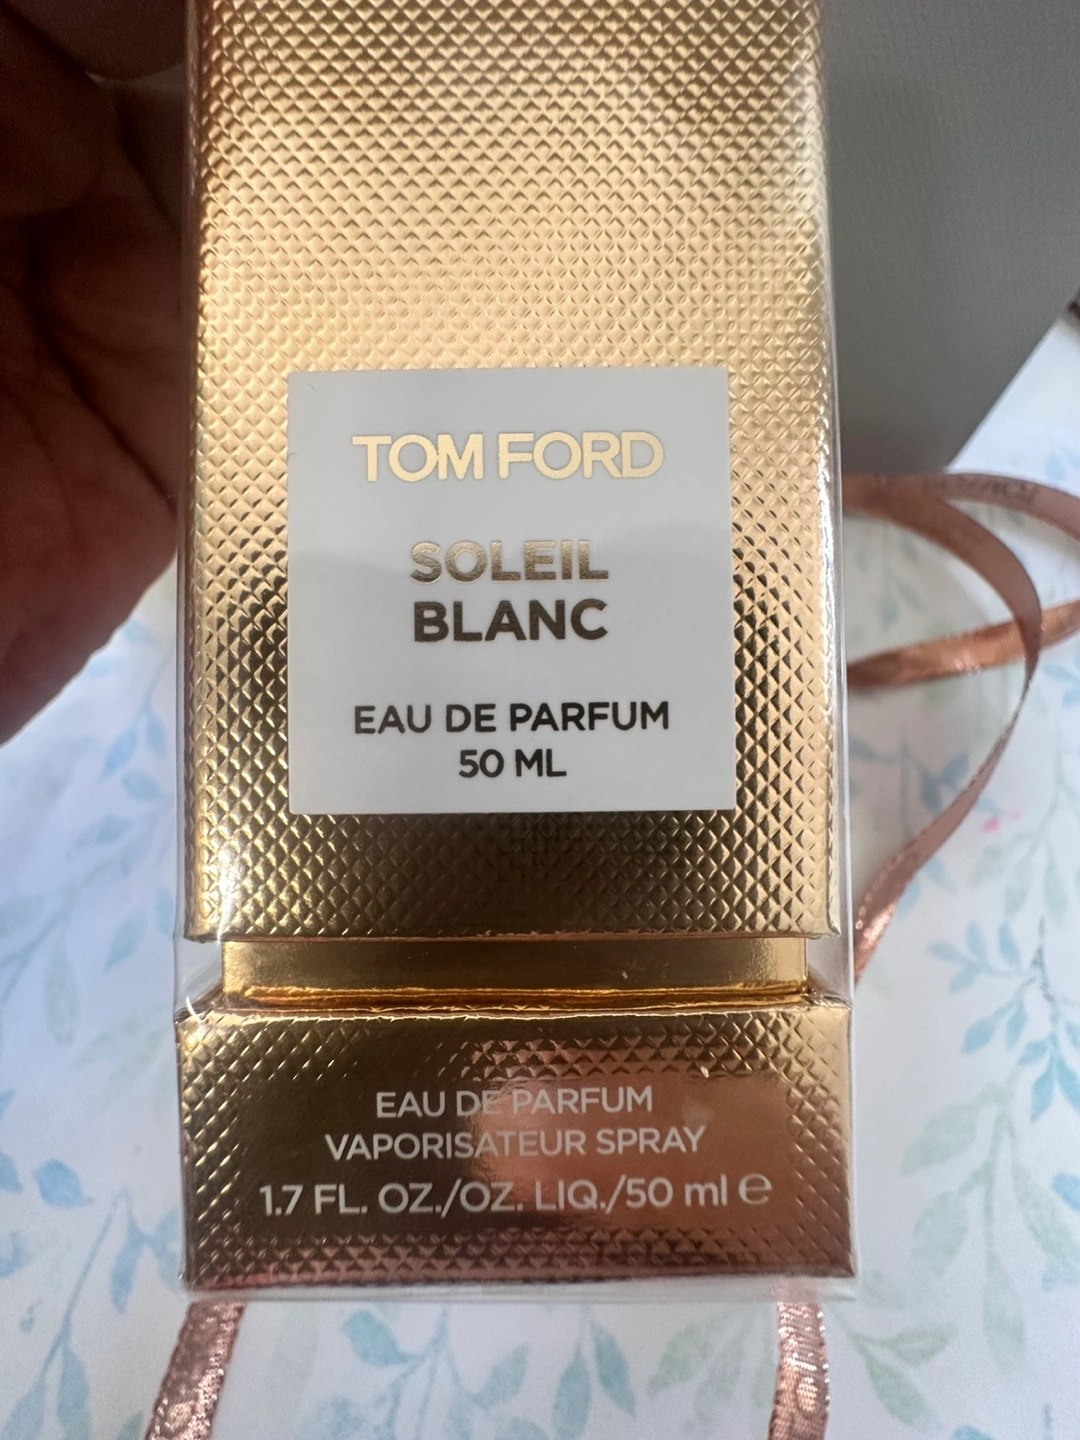 TOM FORD
SOLEIL
BLANC
EAU DE PARFUM
50 ML
EAU DE PARFUM
VAPORISATEUR SPRAY
1.7 FL. OZ./OZ. LIQ./50 ml ℮